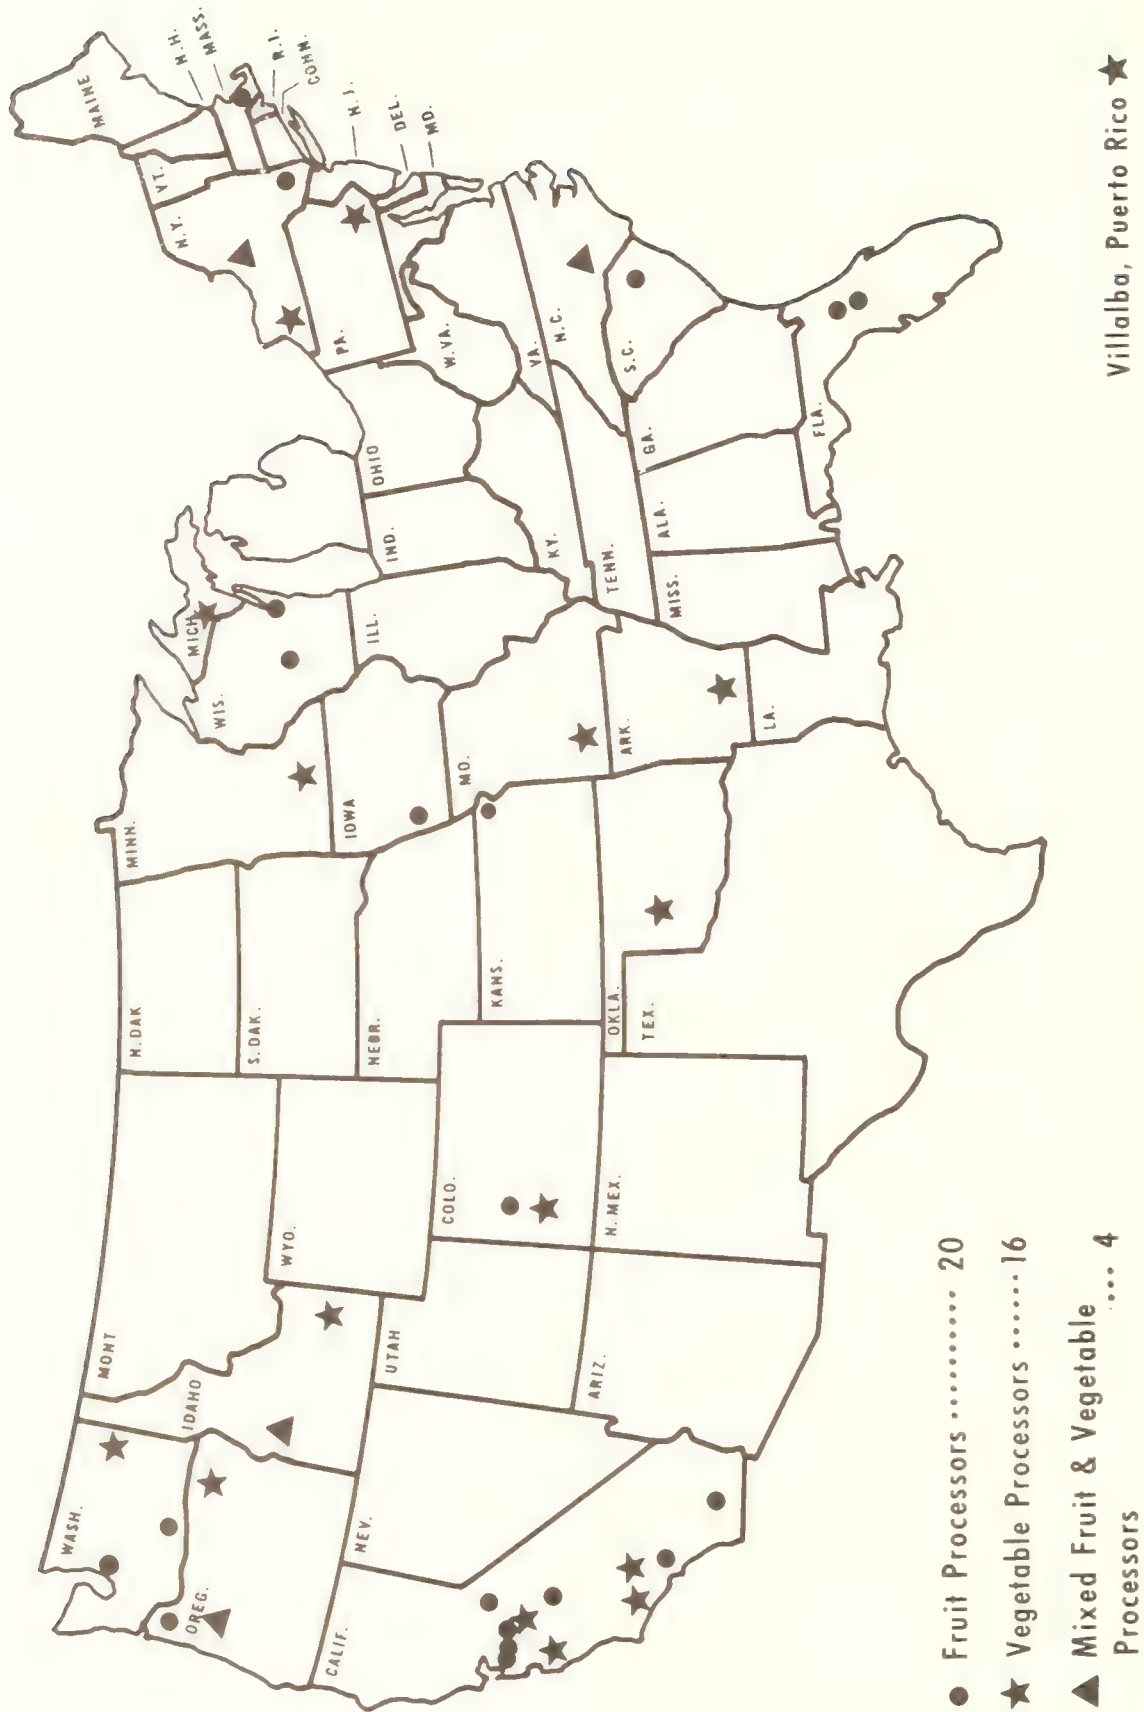 WASH.
MONT
N. DAK
MINN.
MAINE
VT.
N.H.
MASS.
R.I.
CONN.
N.Y.
MICH
WIS.
OREG.
IDAHO
S. DAK.
WYO.
NEBR.
IOWA
PA.
N.J.
DEL.
MD.
OHIO
IND.
ILL.
W.VA.
VA.
CALIF.
NEV.
UTAH
COLO.
KANS.
MO.
KY.
N.C.
TENN.
S.C.
ARIZ.
N. MEX.
OKLA.
TEX.
ARK.
MISS.
ALA.
GA.
LA.
FLA.
Fruit Processors ........... 20
Vegetable Processors ....... 16
Mixed Fruit & Vegetable
Processors .... 4
Villalba, Puerto Rico